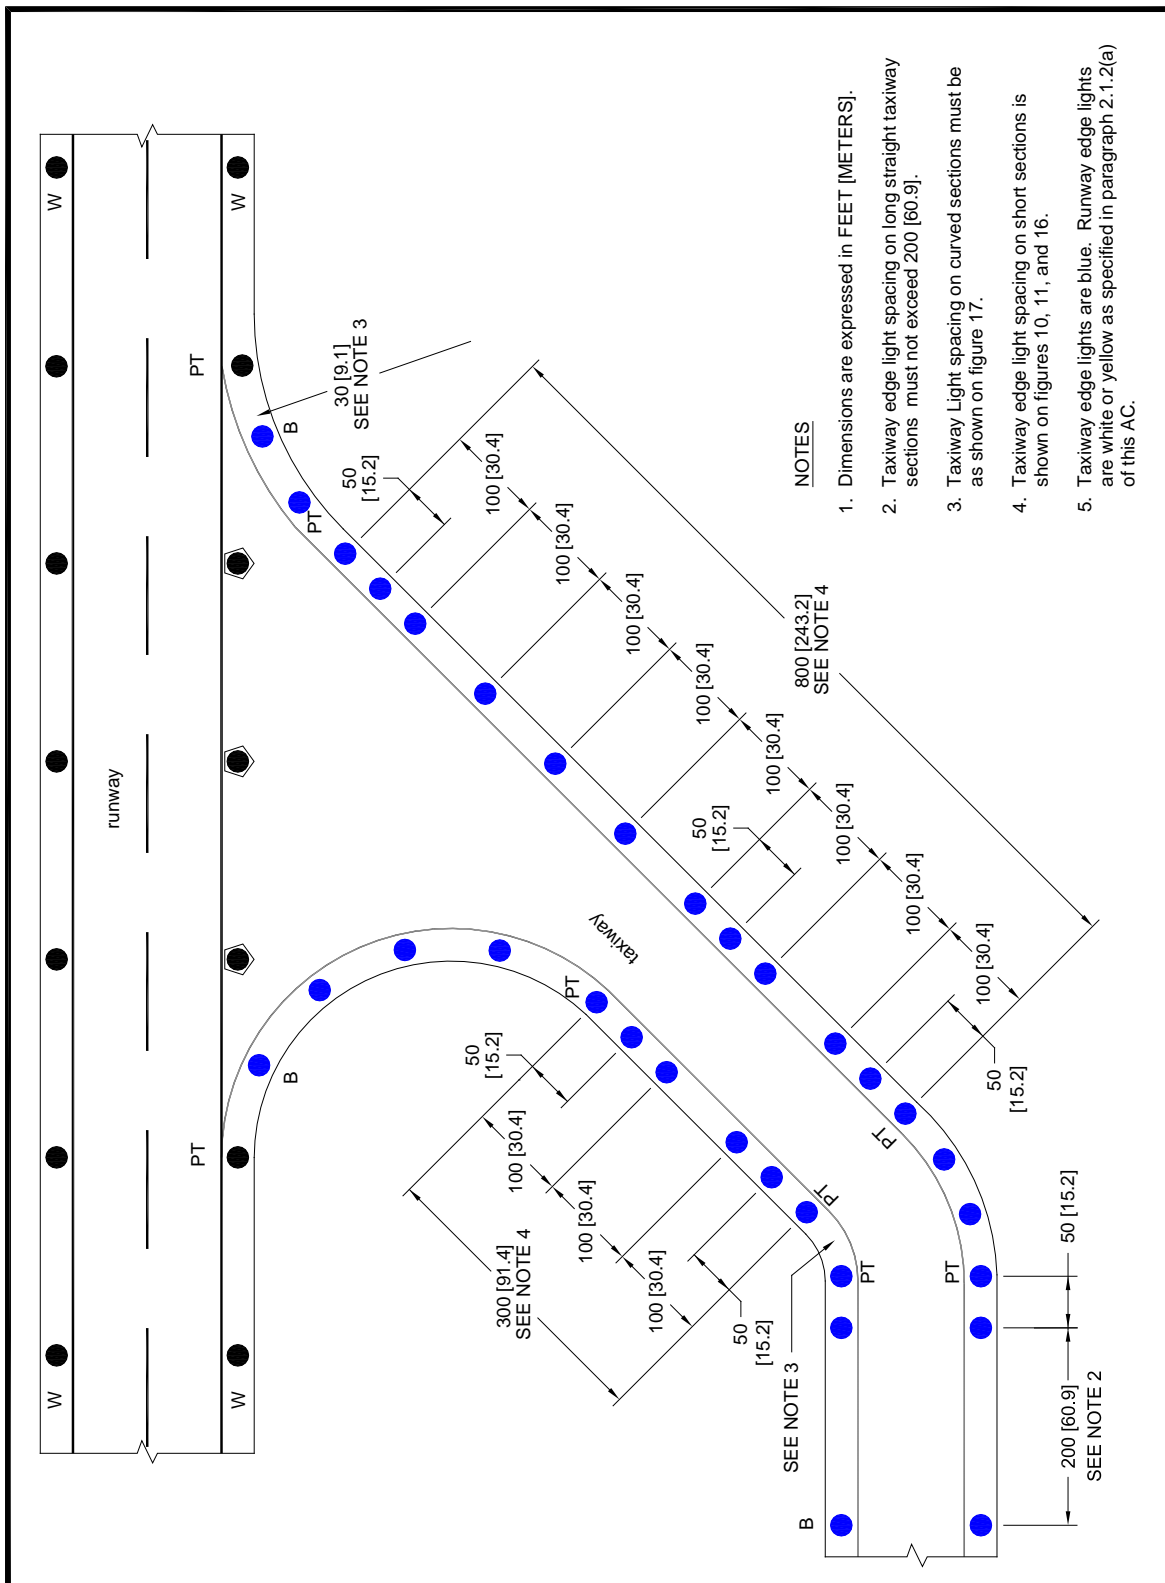 W
W
runway
PT
30 [9.1]
SEE NOTE 3
B
PT
50
[15.2]
100 [30.4]
100 [30.4]
100 [30.4]
100 [30.4]
100 [30.4]
100 [30.4]
100 [30.4]
100 [30.4]
50
[15.2]
50
[15.2]
800 [243.2]
SEE NOTE 4
taxiway
PT
B
PT
50
[15.2]
100 [30.4]
100 [30.4]
100 [30.4]
50
[15.2]
300 [91.4]
SEE NOTE 4
PT
PT
SEE NOTE 3
PT
PT
50 [15.2]
200 [60.9]
SEE NOTE 2
B
W
W
NOTES
1. Dimensions are expressed in FEET [METERS].
2. Taxiway edge light spacing on long straight taxiway
sections must not exceed 200 [60.9].
3. Taxiway Light spacing on curved sections must be
as shown on figure 17.
4. Taxiway edge light spacing on short sections is
shown on figures 10, 11, and 16.
5. Taxiway edge lights are blue. Runway edge lights
are white or yellow as specified in paragraph 2.1.2(a)
of this AC.